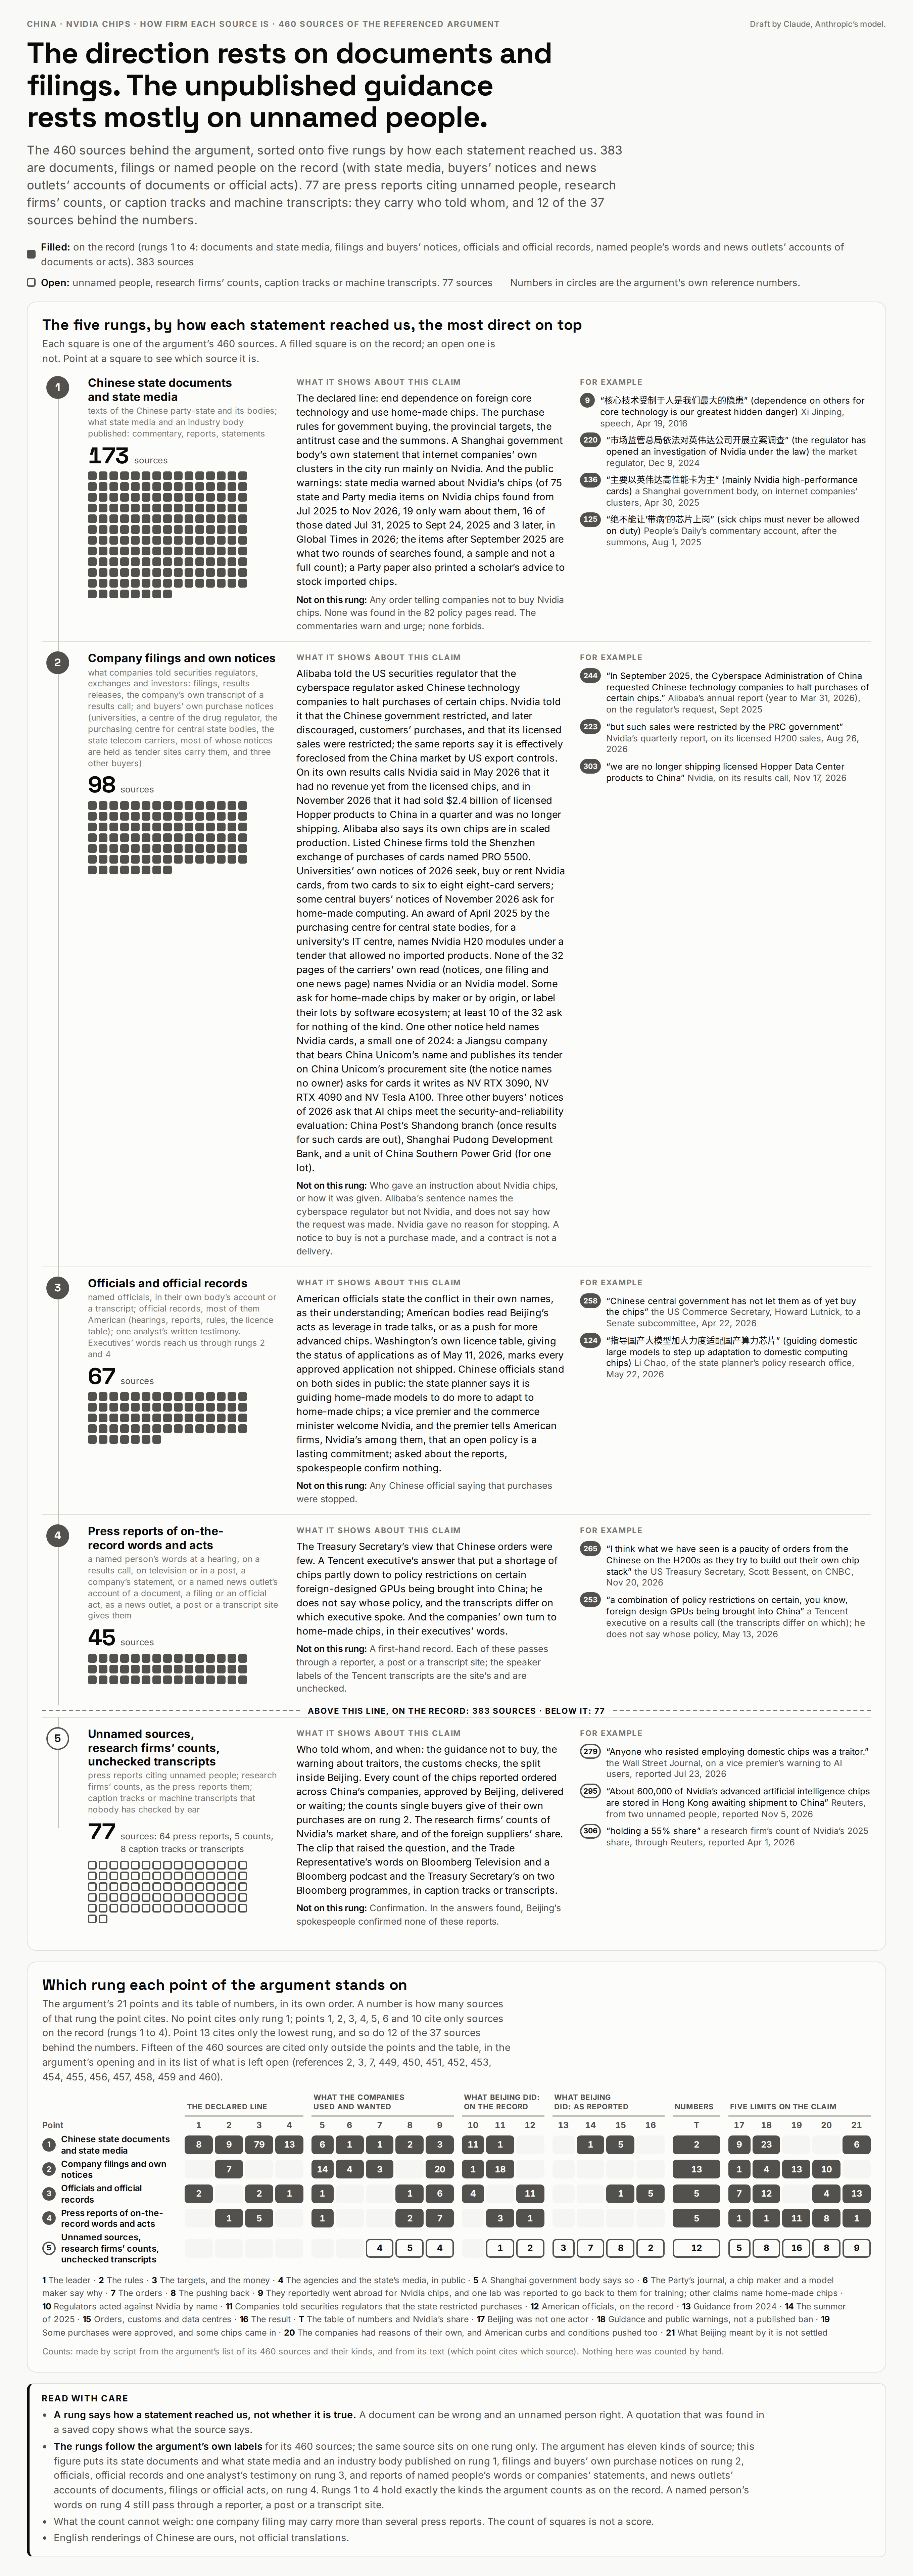 CHINA · NVIDIA CHIPS · HOW FIRM EACH SOURCE IS · 460 SOURCES OF THE REFERENCED ARGUMENT
Draft by Claude, Anthropic’s model.
The direction rests on documents and
filings. The unpublished guidance
rests mostly on unnamed people.
The 460 sources behind the argument, sorted onto five rungs by how each statement reached us. 383
are documents, filings or named people on the record (with state media, buyers’ notices and news
outlets’ accounts of documents or official acts). 77 are press reports citing unnamed people, research
firms’ counts, or caption tracks and machine transcripts: they carry who told whom, and 12 of the 37
sources behind the numbers.
Filled: on the record (rungs 1 to 4: documents and state media, filings and buyers’ notices, officials and official records, named people’s words and news outlets’ accounts of
documents or acts). 383 sources
Open: unnamed people, research firms’ counts, caption tracks or machine transcripts. 77 sources
Numbers in circles are the argument’s own reference numbers.
The five rungs, by how each statement reached us, the most direct on top
Each square is one of the argument’s 460 sources. A filled square is on the record; an open one is
not. Point at a square to see which source it is.
1
Chinese state documents
and state media
texts of the Chinese party-state and its bodies;
what state media and an industry body
published: commentary, reports, statements
173 sources
WHAT IT SHOWS ABOUT THIS CLAIM
The declared line: end dependence on foreign core
technology and use home-made chips. The purchase
rules for government buying, the provincial targets, the
antitrust case and the summons. A Shanghai government
body’s own statement that internet companies’ own
clusters in the city run mainly on Nvidia. And the public
warnings: state media warned about Nvidia’s chips (of 75
state and Party media items on Nvidia chips found from
Jul 2025 to Nov 2026, 19 only warn about them, 16 of
those dated Jul 31, 2025 to Sept 24, 2025 and 3 later, in
Global Times in 2026; the items after September 2025 are
what two rounds of searches found, a sample and not a
full count); a Party paper also printed a scholar’s advice to
stock imported chips.
Not on this rung: Any order telling companies not to buy Nvidia
chips. None was found in the 82 policy pages read. The
commentaries warn and urge; none forbids.
FOR EXAMPLE
9 “核心技术受制于人是我们最大的隐患” (dependence on others for
core technology is our greatest hidden danger) Xi Jinping,
speech, Apr 19, 2016
220 “市场监管总局依法对英伟达公司开展立案调查” (the regulator has
opened an investigation of Nvidia under the law) the market
regulator, Dec 9, 2024
136 “主要以英伟达高性能卡为主” (mainly Nvidia high-performance
cards) a Shanghai government body, on internet companies’
clusters, Apr 30, 2025
125 “绝不能让‘带病’的芯片上岗” (sick chips must never be allowed
on duty) People’s Daily’s commentary account, after the
summons, Aug 1, 2025
2
Company filings and own notices
what companies told securities regulators,
exchanges and investors: filings, results
releases, the company’s own transcript of a
results call; and buyers’ own purchase notices
(universities, a centre of the drug regulator, the
purchasing centre for central state bodies, the
state telecom carriers, most of whose notices
are held as tender sites carry them, and three
other buyers)
98 sources
WHAT IT SHOWS ABOUT THIS CLAIM
Alibaba told the US securities regulator that the
cyberspace regulator asked Chinese technology
companies to halt purchases of certain chips. Nvidia told
it that the Chinese government restricted, and later
discouraged, customers’ purchases, and that its licensed
sales were restricted; the same reports say it is effectively
foreclosed from the China market by US export controls.
On its own results calls Nvidia said in May 2026 that it
had no revenue yet from the licensed chips, and in
November 2026 that it had sold $2.4 billion of licensed
Hopper products to China in a quarter and was no longer
shipping. Alibaba also says its own chips are in scaled
production. Listed Chinese firms told the Shenzhen
exchange of purchases of cards named PRO 5500.
Universities’ own notices of 2026 seek, buy or rent Nvidia
cards, from two cards to six to eight eight-card servers;
some central buyers’ notices of November 2026 ask for
home-made computing. An award of April 2025 by the
purchasing centre for central state bodies, for a
university’s IT centre, names Nvidia H20 modules under a
tender that allowed no imported products. None of the 32
pages of the carriers’ own read (notices, one filing and
one news page) names Nvidia or an Nvidia model. Some
ask for home-made chips by maker or by origin, or label
their lots by software ecosystem; at least 10 of the 32 ask
for nothing of the kind. One other notice held names
Nvidia cards, a small one of 2024: a Jiangsu company
that bears China Unicom’s name and publishes its tender
on China Unicom’s procurement site (the notice names
no owner) asks for cards it writes as NV RTX 3090, NV
RTX 4090 and NV Tesla A100. Three other buyers’ notices
of 2026 ask that AI chips meet the security-and-reliability
evaluation: China Post’s Shandong branch (once results
for such cards are out), Shanghai Pudong Development
Bank, and a unit of China Southern Power Grid (for one
lot).
Not on this rung: Who gave an instruction about Nvidia chips,
or how it was given. Alibaba’s sentence names the
cyberspace regulator but not Nvidia, and does not say how
the request was made. Nvidia gave no reason for stopping. A
notice to buy is not a purchase made, and a contract is not a
delivery.
FOR EXAMPLE
244 “In September 2025, the Cyberspace Administration of China
requested Chinese technology companies to halt purchases of
certain chips.” Alibaba’s annual report (year to Mar 31, 2026),
on the regulator’s request, Sept 2025
223 “but such sales were restricted by the PRC government”
Nvidia’s quarterly report, on its licensed H200 sales, Aug 26,
2026
303 “we are no longer shipping licensed Hopper Data Center
products to China” Nvidia, on its results call, Nov 17, 2026
3
Officials and official records
named officials, in their own body’s account or
a transcript; official records, most of them
American (hearings, reports, rules, the licence
table); one analyst’s written testimony.
Executives’ words reach us through rungs 2
and 4
67 sources
WHAT IT SHOWS ABOUT THIS CLAIM
American officials state the conflict in their own names,
as their understanding; American bodies read Beijing’s
acts as leverage in trade talks, or as a push for more
advanced chips. Washington’s own licence table, giving
the status of applications as of May 11, 2026, marks every
approved application not shipped. Chinese officials stand
on both sides in public: the state planner says it is
guiding home-made models to do more to adapt to
home-made chips; a vice premier and the commerce
minister welcome Nvidia, and the premier tells American
firms, Nvidia’s among them, that an open policy is a
lasting commitment; asked about the reports,
spokespeople confirm nothing.
Not on this rung: Any Chinese official saying that purchases
were stopped.
FOR EXAMPLE
258 “Chinese central government has not let them as of yet buy
the chips” the US Commerce Secretary, Howard Lutnick, to a
Senate subcommittee, Apr 22, 2026
124 “指导国产大模型加大力度适配国产算力芯片” (guiding domestic
large models to step up adaptation to domestic computing
chips) Li Chao, of the state planner’s policy research office,
May 22, 2026
4
Press reports of on-the-
record words and acts
a named person’s words at a hearing, on a
results call, on television or in a post, a
company’s statement, or a named news outlet’s
account of a document, a filing or an official
act, as a news outlet, a post or a transcript site
gives them
45 sources
WHAT IT SHOWS ABOUT THIS CLAIM
The Treasury Secretary’s view that Chinese orders were
few. A Tencent executive’s answer that put a shortage of
chips partly down to policy restrictions on certain
foreign-designed GPUs being brought into China; he
does not say whose policy, and the transcripts differ on
which executive spoke. And the companies’ own turn to
home-made chips, in their executives’ words.
Not on this rung: A first-hand record. Each of these passes
through a reporter, a post or a transcript site; the speaker
labels of the Tencent transcripts are the site’s and are
unchecked.
FOR EXAMPLE
265 “I think what we have seen is a paucity of orders from the
Chinese on the H200s as they try to build out their own chip
stack” the US Treasury Secretary, Scott Bessent, on CNBC,
Nov 20, 2026
253 “a combination of policy restrictions on certain, you know,
foreign design GPUs being brought into China” a Tencent
executive on a results call (the transcripts differ on which); he
does not say whose policy, May 13, 2026
ABOVE THIS LINE, ON THE RECORD: 383 SOURCES · BELOW IT: 77
5
Unnamed sources,
research firms’ counts,
unchecked transcripts
press reports citing unnamed people; research
firms’ counts, as the press reports them;
caption tracks or machine transcripts that
nobody has checked by ear
77 sources: 64 press reports, 5 counts,
8 caption tracks or transcripts
WHAT IT SHOWS ABOUT THIS CLAIM
Who told whom, and when: the guidance not to buy, the
warning about traitors, the customs checks, the split
inside Beijing. Every count of the chips reported ordered
across China’s companies, approved by Beijing, delivered
or waiting; the counts single buyers give of their own
purchases are on rung 2. The research firms’ counts of
Nvidia’s market share, and of the foreign suppliers’ share.
The clip that raised the question, and the Trade
Representative’s words on Bloomberg Television and a
Bloomberg podcast and the Treasury Secretary’s on two
Bloomberg programmes, in caption tracks or transcripts.
Not on this rung: Confirmation. In the answers found, Beijing’s
spokespeople confirmed none of these reports.
FOR EXAMPLE
279 “Anyone who resisted employing domestic chips was a traitor.”
the Wall Street Journal, on a vice premier’s warning to AI
users, reported Jul 23, 2026
295 “About 600,000 of Nvidia’s advanced artificial intelligence chips
are stored in Hong Kong awaiting shipment to China” Reuters,
from two unnamed people, reported Nov 5, 2026
306 “holding a 55% share” a research firm’s count of Nvidia’s 2025
share, through Reuters, reported Apr 1, 2026
Which rung each point of the argument stands on
The argument’s 21 points and its table of numbers, in its own order. A number is how many sources
of that rung the point cites. No point cites only rung 1; points 1, 2, 3, 4, 5, 6 and 10 cite only sources
on the record (rungs 1 to 4). Point 13 cites only the lowest rung, and so do 12 of the 37 sources
behind the numbers. Fifteen of the 460 sources are cited only outside the points and the table, in the
argument’s opening and in its list of what is left open (references 2, 3, 7, 449, 450, 451, 452, 453,
454, 455, 456, 457, 458, 459 and 460).
THE DECLARED LINE
WHAT THE COMPANIES
USED AND WANTED
WHAT BEIJING DID:
ON THE RECORD
WHAT BEIJING
DID: AS REPORTED
NUMBERS
FIVE LIMITS ON THE CLAIM
Point 1 2 3 4 5 6 7 8 9 10 11 12 13 14 15 16 T 17 18 19 20 21
1 Chinese state documents
and state media
8 9 79 13 6 1 1 2 3 11 1 1 5 2 9 23 6
2 Company filings and own
notices
7 14 4 3 20 1 18 13 1 4 13 10
3 Officials and official
records
2 2 1 1 1 6 4 11 1 5 5 7 12 4 13
4 Press reports of on-the-
record words and acts
1 5 1 2 7 3 1 5 1 1 11 8 1
5 Unnamed sources,
research firms’ counts,
unchecked transcripts
4 5 4 1 2 3 7 8 2 12 5 8 16 8 9
1 The leader · 2 The rules · 3 The targets, and the money · 4 The agencies and the state’s media, in public · 5 A Shanghai government body says so · 6 The Party’s journal, a chip maker and a model
maker say why · 7 The orders · 8 The pushing back · 9 They reportedly went abroad for Nvidia chips, and one lab was reported to go back to them for training; other claims name home-made chips ·
10 Regulators acted against Nvidia by name · 11 Companies told securities regulators that the state restricted purchases · 12 American officials, on the record · 13 Guidance from 2024 · 14 The summer
of 2025 · 15 Orders, customs and data centres · 16 The result · T The table of numbers and Nvidia’s share · 17 Beijing was not one actor · 18 Guidance and public warnings, not a published ban · 19
Some purchases were approved, and some chips came in · 20 The companies had reasons of their own, and American curbs and conditions pushed too · 21 What Beijing meant by it is not settled
Counts: made by script from the argument’s list of its 460 sources and their kinds, and from its text (which point cites which source). Nothing here was counted by hand.
READ WITH CARE
• A rung says how a statement reached us, not whether it is true. A document can be wrong and an unnamed person right. A quotation that was found in
a saved copy shows what the source says.
• The rungs follow the argument’s own labels for its 460 sources; the same source sits on one rung only. The argument has eleven kinds of source; this
figure puts its state documents and what state media and an industry body published on rung 1, filings and buyers’ own purchase notices on rung 2,
officials, official records and one analyst’s testimony on rung 3, and reports of named people’s words or companies’ statements, and news outlets’
accounts of documents, filings or official acts, on rung 4. Rungs 1 to 4 hold exactly the kinds the argument counts as on the record. A named person’s
words on rung 4 still pass through a reporter, a post or a transcript site.
• What the count cannot weigh: one company filing may carry more than several press reports. The count of squares is not a score.
• English renderings of Chinese are ours, not official translations.